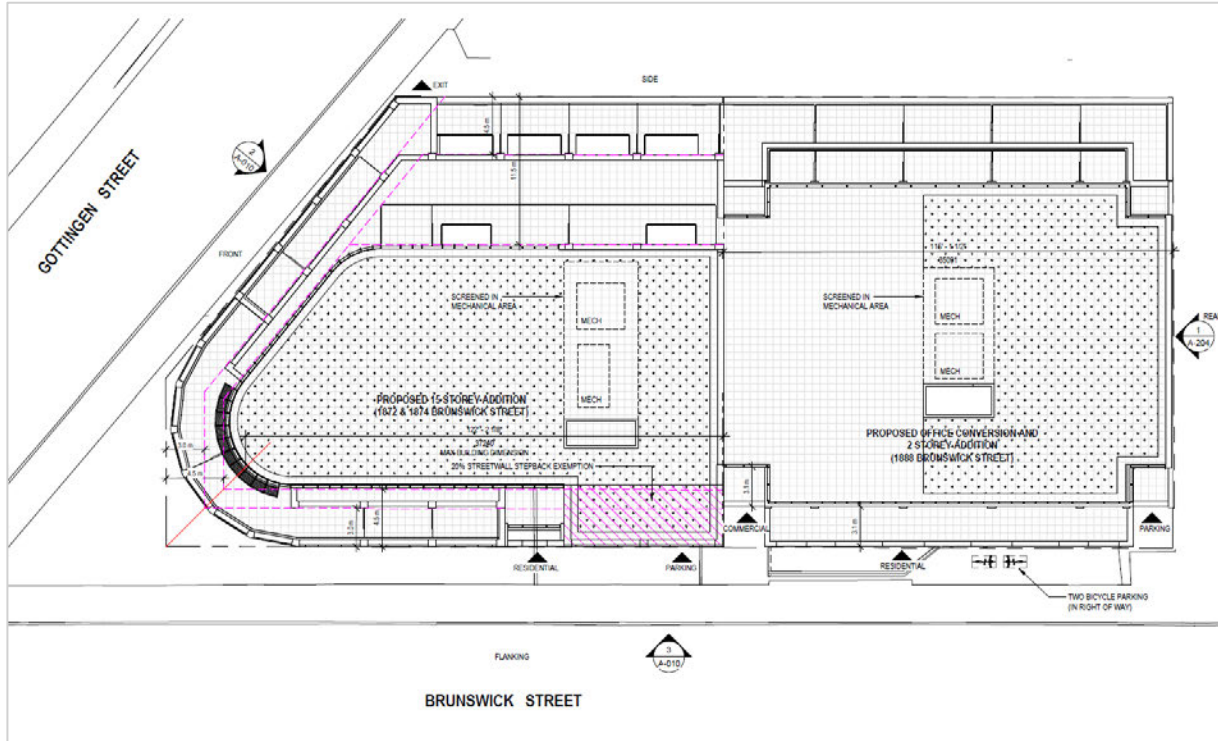 SIDE
EXIT
4.5 m
11.5 m
2
A-010
GOTTINGEN STREET
FRONT
SCREENED IN
MECHANICAL AREA
MECH
MECH
PROPOSED 15 STOREY ADDITION
(1872 & 1874 BRUNSWICK STREET)
37240
MAX BUILDING DIMENSION
20% STREETWALL STEPBACK EXEMPTION
SCREENED IN
MECHANICAL AREA
MECH
MECH
PROPOSED OFFICE CONVERSION AND
2 STOREY ADDITION
(1888 BRUNSWICK STREET)
REA
1
A-204
3.0 m
4.5 m
3.0 m
4.5 m
3.1 m
3.1 m
COMMERCIAL
PARKING
RESIDENTIAL
PARKING
RESIDENTIAL
TWO BICYCLE PARKING
(IN RIGHT OF WAY)
FLANKING
3
A-010
BRUNSWICK STREET